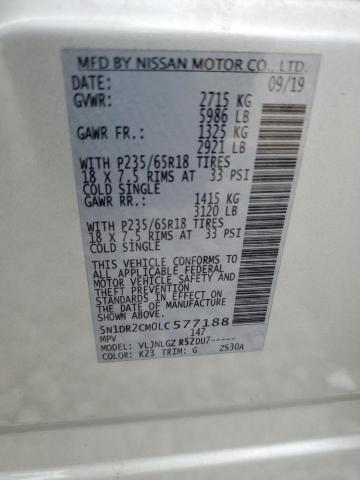 MFD BY NISSAN MOTOR CO., LTD.
DATE: 09/19
GVWR: 2715 KG
5986 LB
GAWR FR.: 1325 KG
2921 LB
WITH P235/65R18 TIRES
18 X 7.5 RIMS AT 33 PSI
COLD SINGLE
GAWR RR.: 1415 KG
3120 LB
WITH P235/65R18 TIRES
18 X 7.5 RIMS AT 33 PSI
COLD SINGLE
THIS VEHICLE CONFORMS TO
ALL APPLICABLE FEDERAL
MOTOR VEHICLE SAFETY AND
THEFT PREVENTION
STANDARDS IN EFFECT ON
THE DATE OF MANUFACTURE
SHOWN ABOVE.
5N1DR2CM0LC577188
MPV 147
MODEL: VLJNLGZ R52DU7-----
COLOR: K23 TRIM: G ZS30A